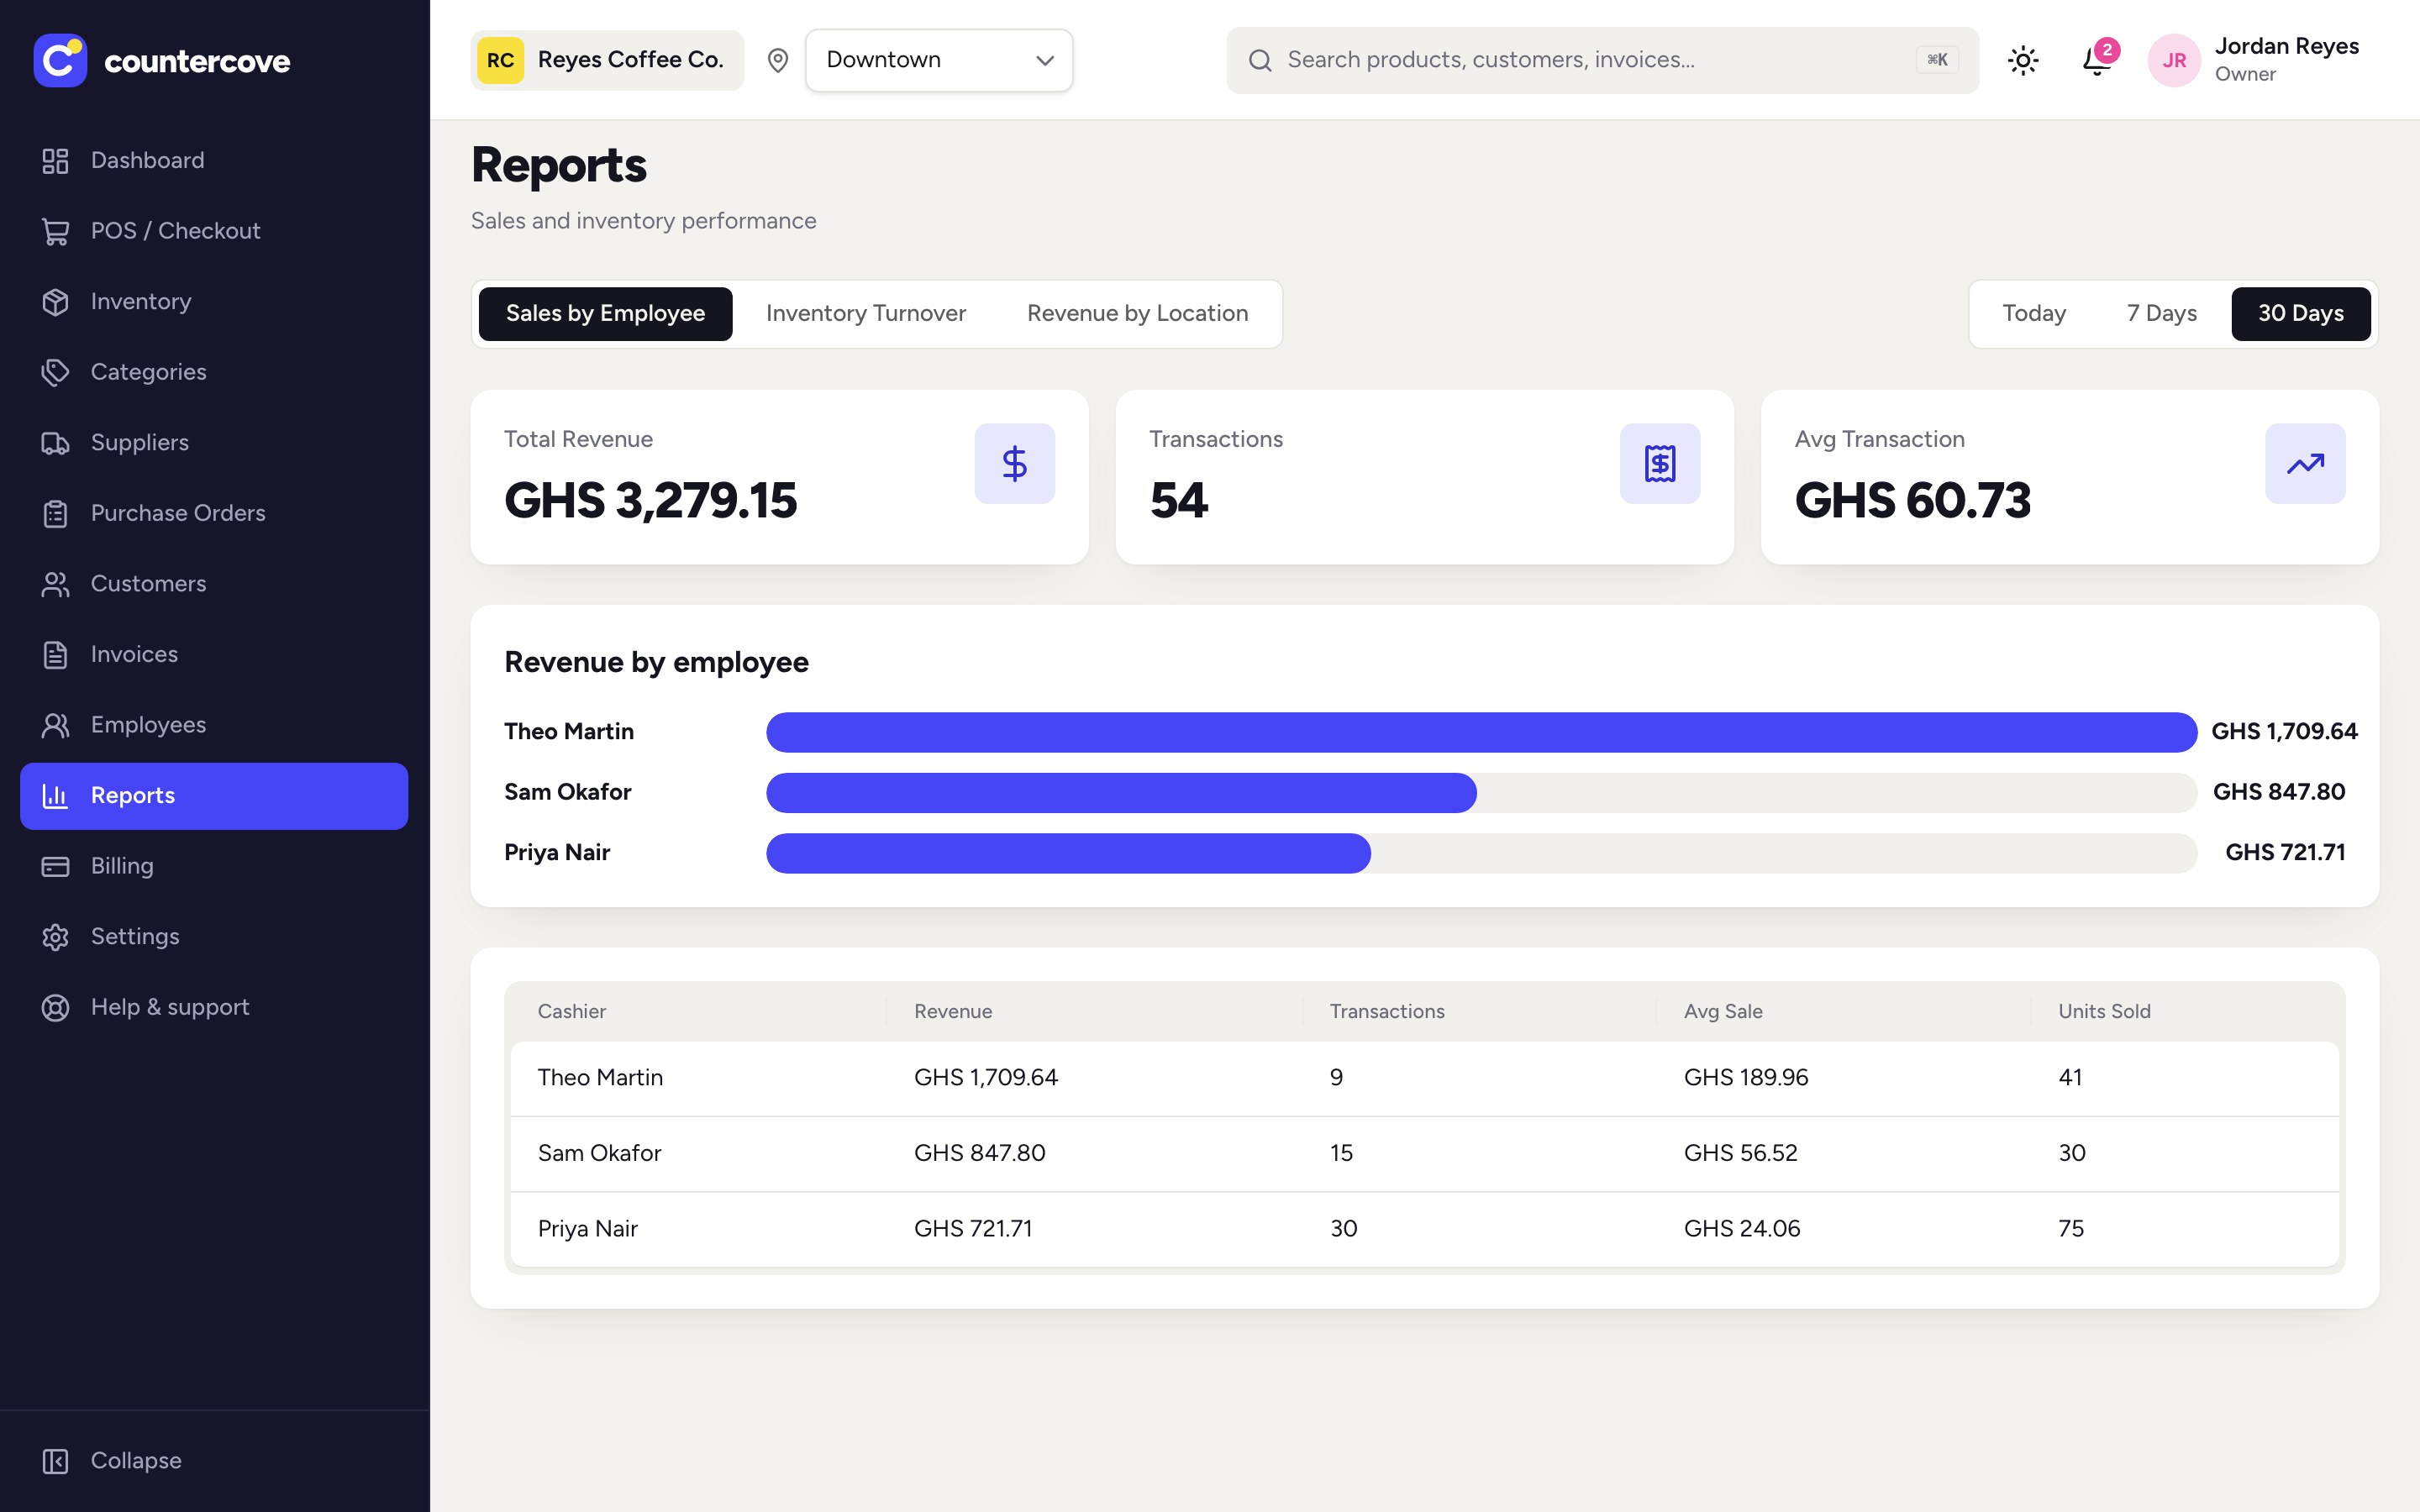 countercove
Dashboard
POS / Checkout
Inventory
Categories
Suppliers
Purchase Orders
Customers
Invoices
Employees
Reports
Billing
Settings
Help & support
Collapse
RC Reyes Coffee Co.
Downtown
Search products, customers, invoices...
⌘K
2
JR
Jordan Reyes
Owner
Reports
Sales and inventory performance
Sales by Employee Inventory Turnover Revenue by Location
Today 7 Days 30 Days
Total Revenue
GHS 3,279.15
Transactions
54
Avg Transaction
GHS 60.73
Revenue by employee
Theo Martin GHS 1,709.64
Sam Okafor GHS 847.80
Priya Nair GHS 721.71
Cashier Revenue Transactions Avg Sale Units Sold
Theo Martin GHS 1,709.64 9 GHS 189.96 41
Sam Okafor GHS 847.80 15 GHS 56.52 30
Priya Nair GHS 721.71 30 GHS 24.06 75